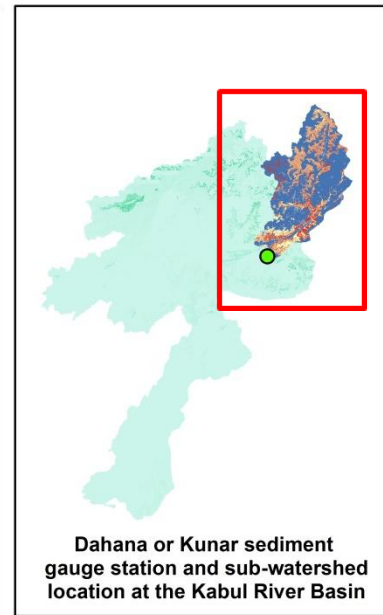 Dahana or Kunar sediment
gauge station and sub-watershed
location at the Kabul River Basin